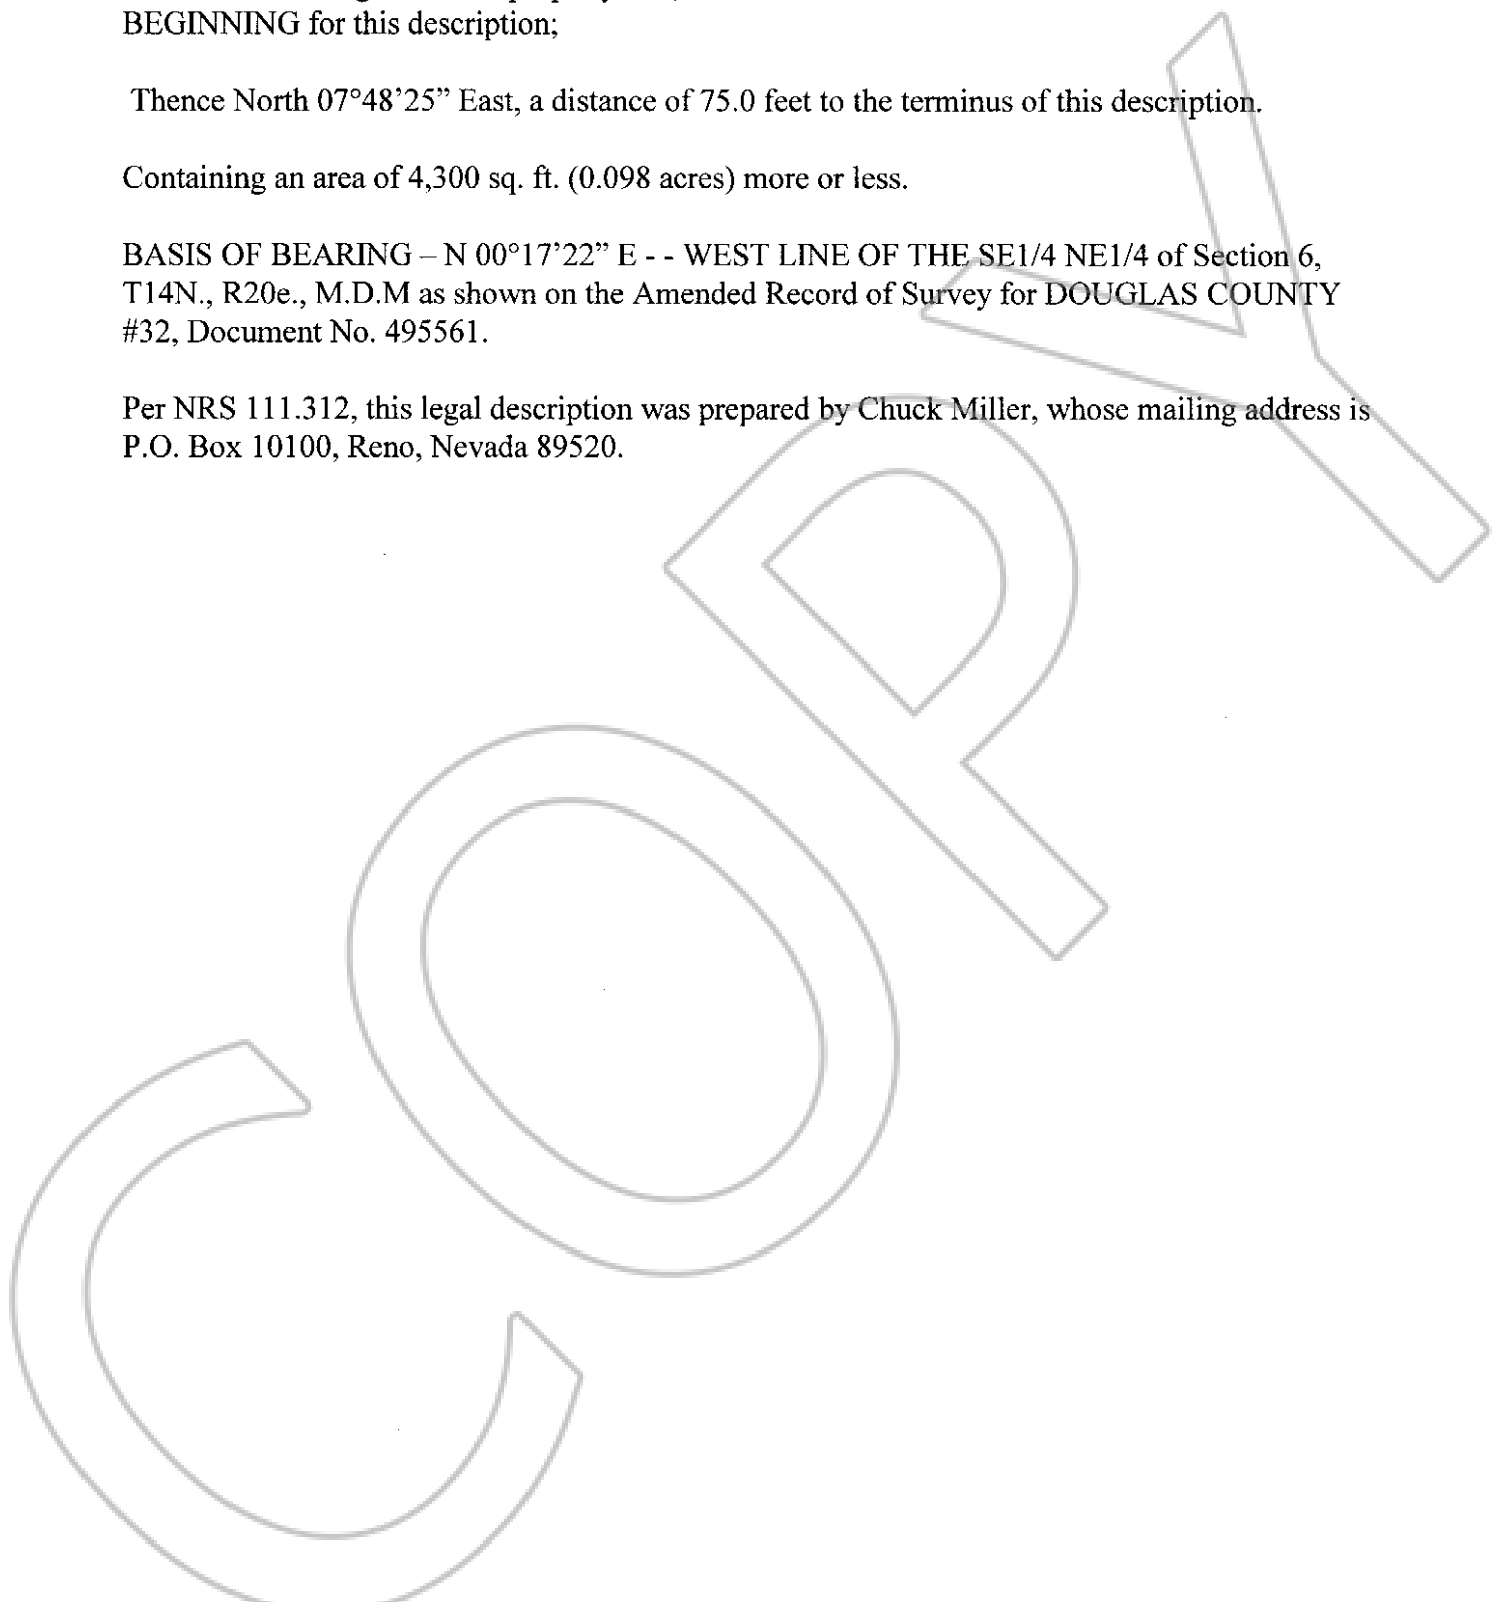 BEGINNING for this description;
Thence North 07°48’25” East, a distance of 75.0 feet to the terminus of this description.
Containing an area of 4,300 sq. ft. (0.098 acres) more or less.
BASIS OF BEARING – N 00°17’22” E - - WEST LINE OF THE SE1/4 NE1/4 of Section 6,
T14N., R20e., M.D.M as shown on the Amended Record of Survey for DOUGLAS COUNTY
#32, Document No. 495561.
Per NRS 111.312, this legal description was prepared by Chuck Miller, whose mailing address is
P.O. Box 10100, Reno, Nevada 89520.
COPY